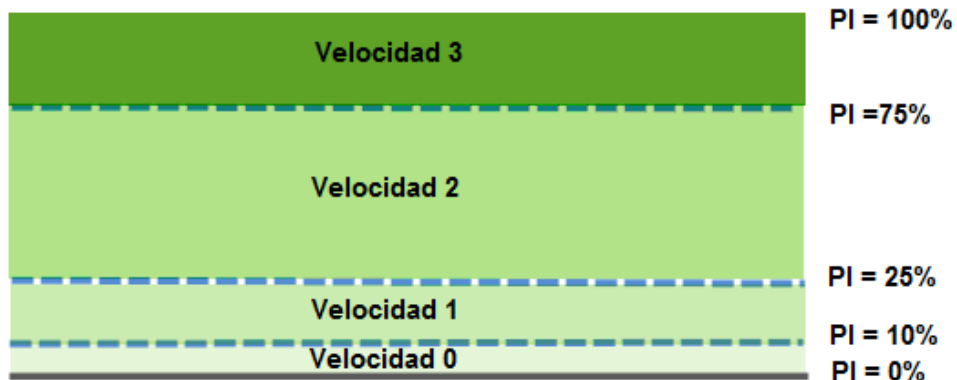 PI = 100%
Velocidad 3
PI =75%
Velocidad 2
PI = 25%
Velocidad 1
PI = 10%
Velocidad 0
PI = 0%